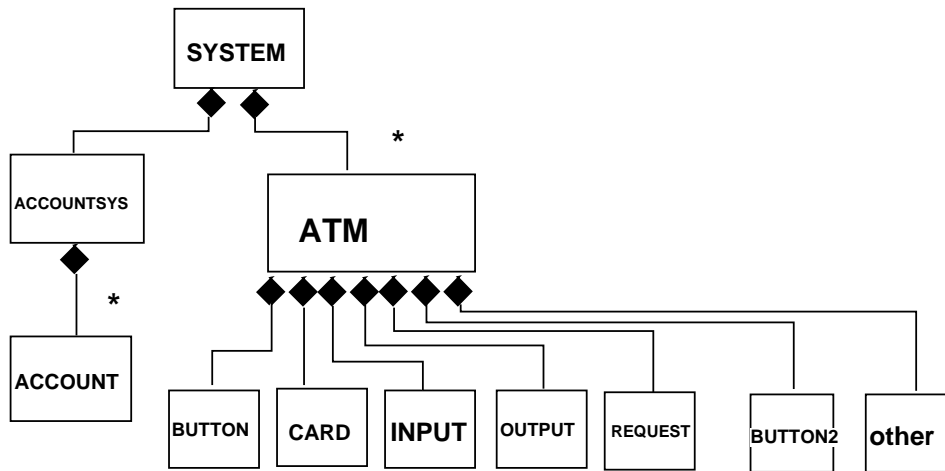 SYSTEM
*
ACCOUNTSYS
ATM
*
ACCOUNT
BUTTON
CARD
INPUT
OUTPUT
REQUEST
BUTTON2
other